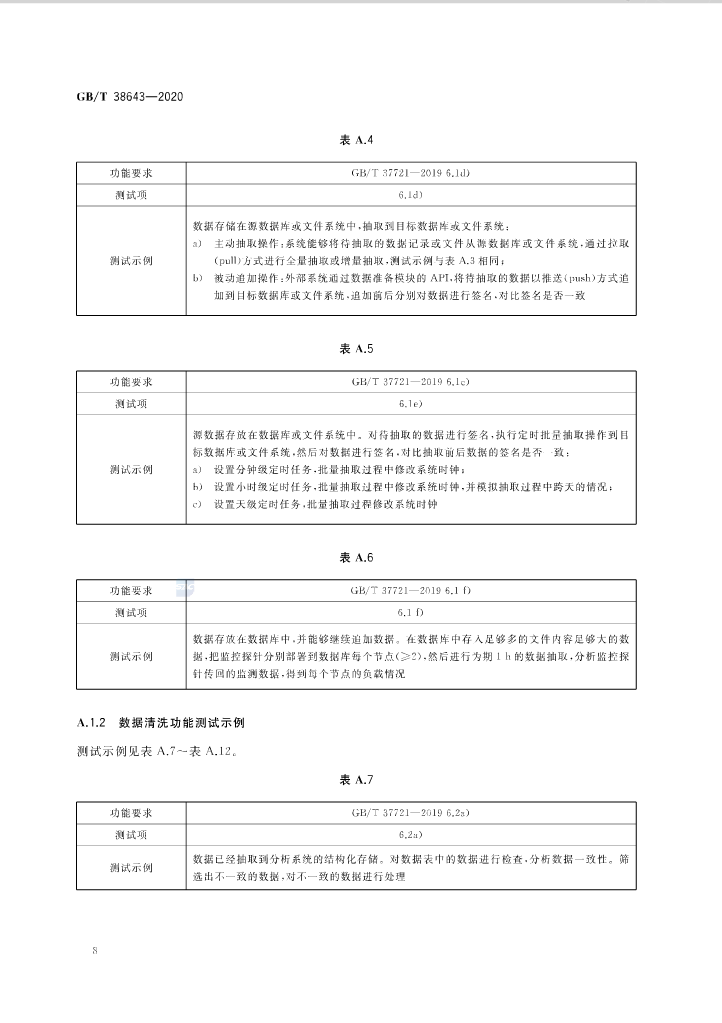 GB/T 38643—2020
表 A.4
功能要求 GB/T 37721—2019 6.1d)
测试项 6.1d)
数据存储在源数据库或文件系统中,抽取到目标数据库或文件系统:
a) 主动抽取操作:系统能够将待抽取的数据记录或文件从源数据库或文件系统,通过拉取
测试示例 (pull)方式进行全量抽取或增量抽取,测试示例与表 A.3 相同;
b) 被动追加操作:外部系统通过数据准备模块的 API,将待抽取的数据以推送(push)方式追
加到目标数据库或文件系统,追加前后分别对数据进行签名,对比签名是否一致
表 A.5
功能要求 GB/T 37721—2019 6.1e)
测试项 6.1e)
源数据存放在数据库或文件系统中。对待抽取的数据进行签名,执行定时批量抽取操作到目
标数据库或文件系统,然后对数据进行签名,对比抽取前后数据的签名是否一致:
测试示例 a) 设置分钟级定时任务,批量抽取过程中修改系统时钟;
b) 设置小时级定时任务,批量抽取过程中修改系统时钟,并模拟抽取过程中跨天的情况;
c) 设置天级定时任务,批量抽取过程修改系统时钟
表 A.6
功能要求 GB/T 37721—2019 6.1 f)
测试项 6.1 f)
数据存放在数据库中,并能够继续追加数据。在数据库中存入足够多的文件内容足够大的数
测试示例 据,把监控探针分别部署到数据库每个节点(≥2),然后进行为期 1 h 的数据抽取,分析监控探
针传回的监测数据,得到每个节点的负载情况
A.1.2 数据清洗功能测试示例
测试示例见表 A.7~表 A.12。
表 A.7
功能要求 GB/T 37721—2019 6.2a)
测试项 6.2a)
测试示例 数据已经抽取到分析系统的结构化存储。对数据表中的数据进行检查,分析数据一致性。筛
选出不一致的数据,对不一致的数据进行处理
8